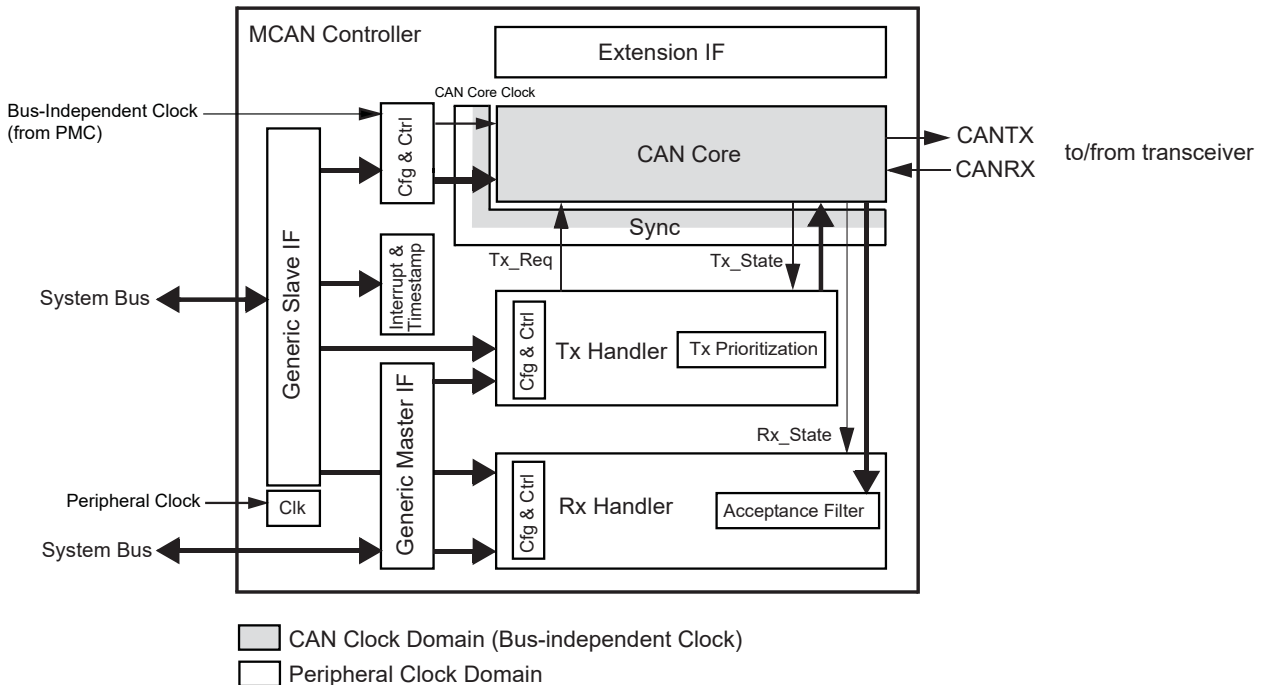 MCAN Controller
Extension IF
CAN Core Clock
Bus-Independent Clock
(from PMC)
Cfg & Ctrl
CAN Core
CANTX
CANRX
to/from transceiver
Sync
Tx_Req
Tx_State
Generic Slave IF
Interrupt &
Timestamp
System Bus
Cfg & Ctrl
Tx Handler
Tx Prioritization
Generic Master IF
Rx_State
Peripheral Clock
Clk
Cfg & Ctrl
Rx Handler
Acceptance Filter
System Bus
CAN Clock Domain (Bus-independent Clock)
Peripheral Clock Domain